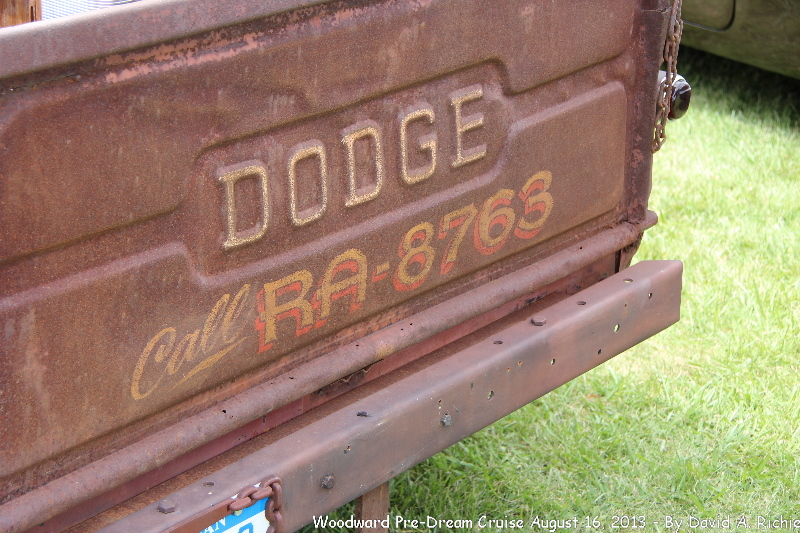 DODGE
Call RA-8763
Woodward Pre-Dream Cruise August 16, 2013 - By David A. Richie